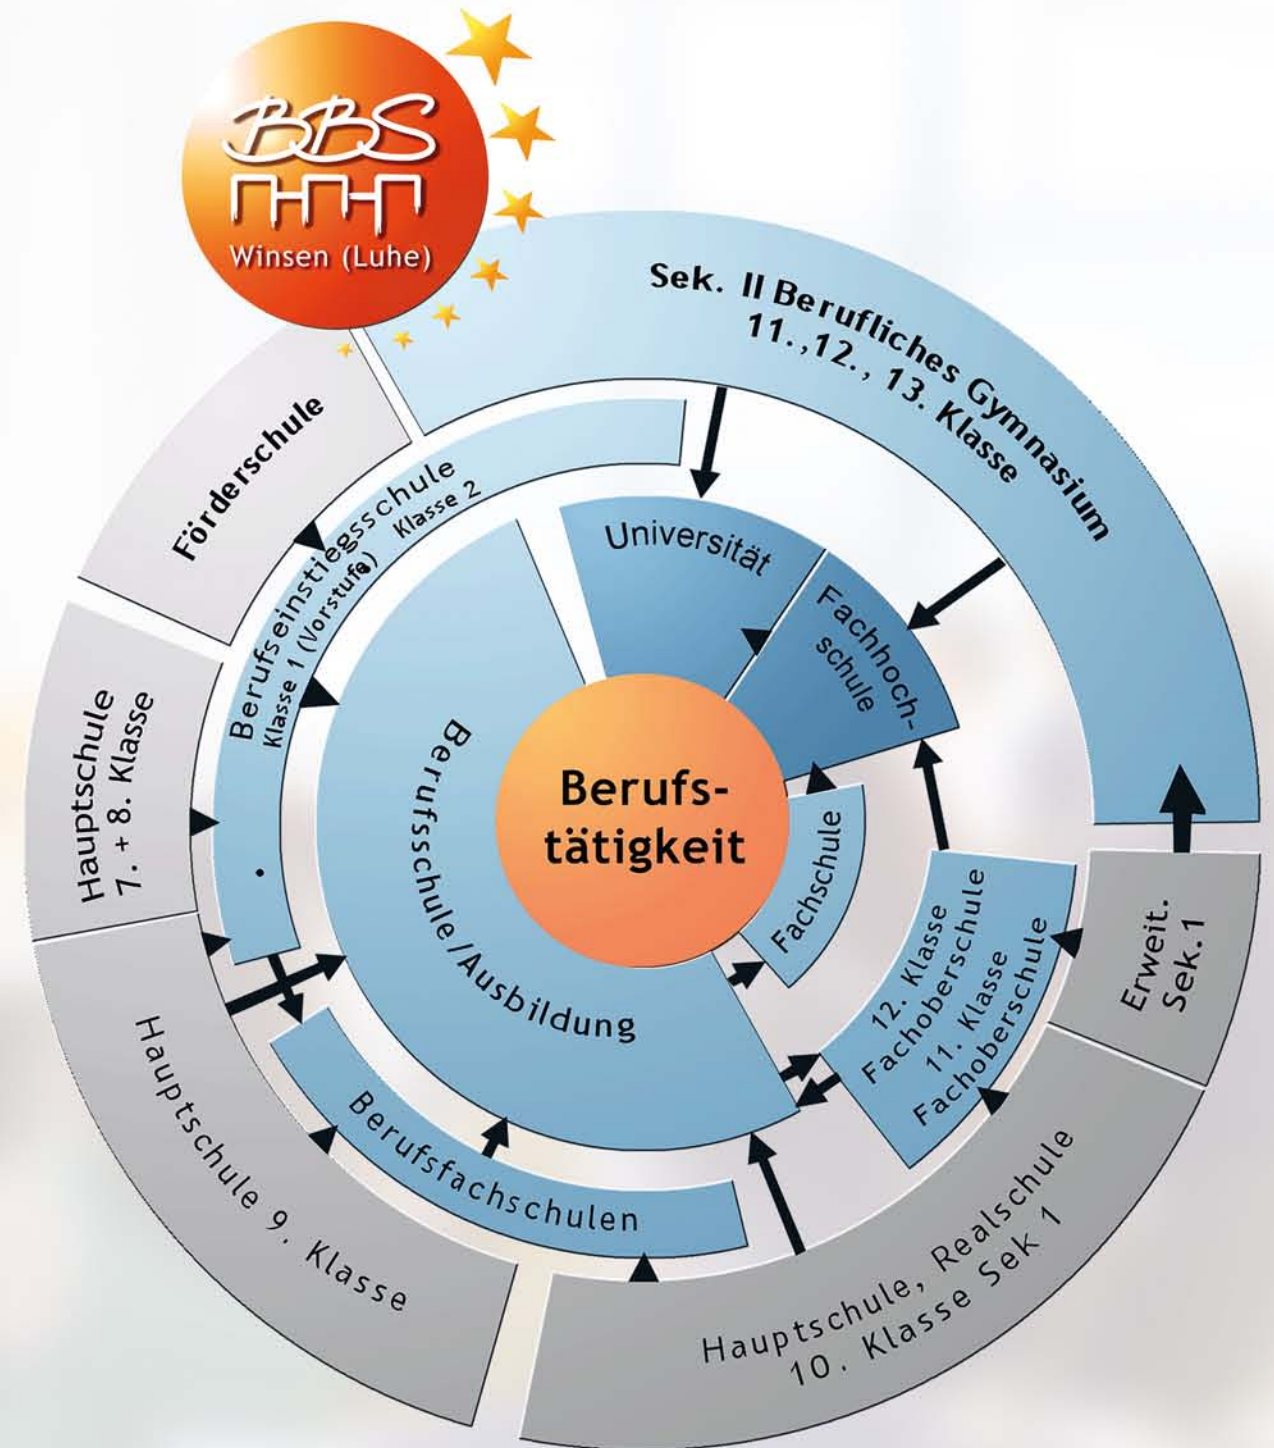 BBS
Winsen (Luhe)
Sek. II Berufliches Gymnasium
11.,12., 13. Klasse
Förderschule
Berufseinstiegsschule
Klasse 1 (Vorstufe) Klasse 2
Universität
Fachhoch-
schule
Hauptschule
7. + 8. Klasse
Berufsschule/Ausbildung
Berufs-
tätigkeit
Fachschule
12. Klasse
Fachoberschule
11. Klasse
Fachoberschule
Erweit.
Sek.1
Hauptschule 9. Klasse
Berufsfachschulen
Hauptschule, Realschule
10. Klasse Sek 1